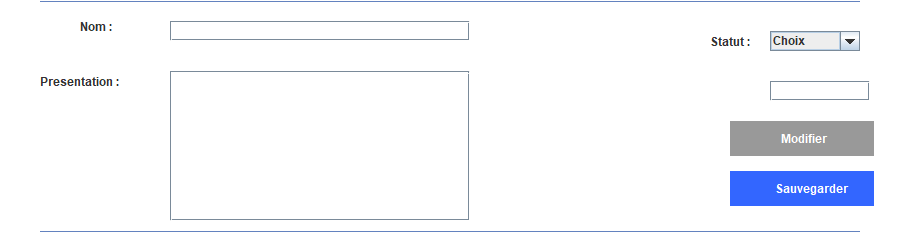 Nom :
Statut :
Choix
Presentation :
Modifier
Sauvegarder